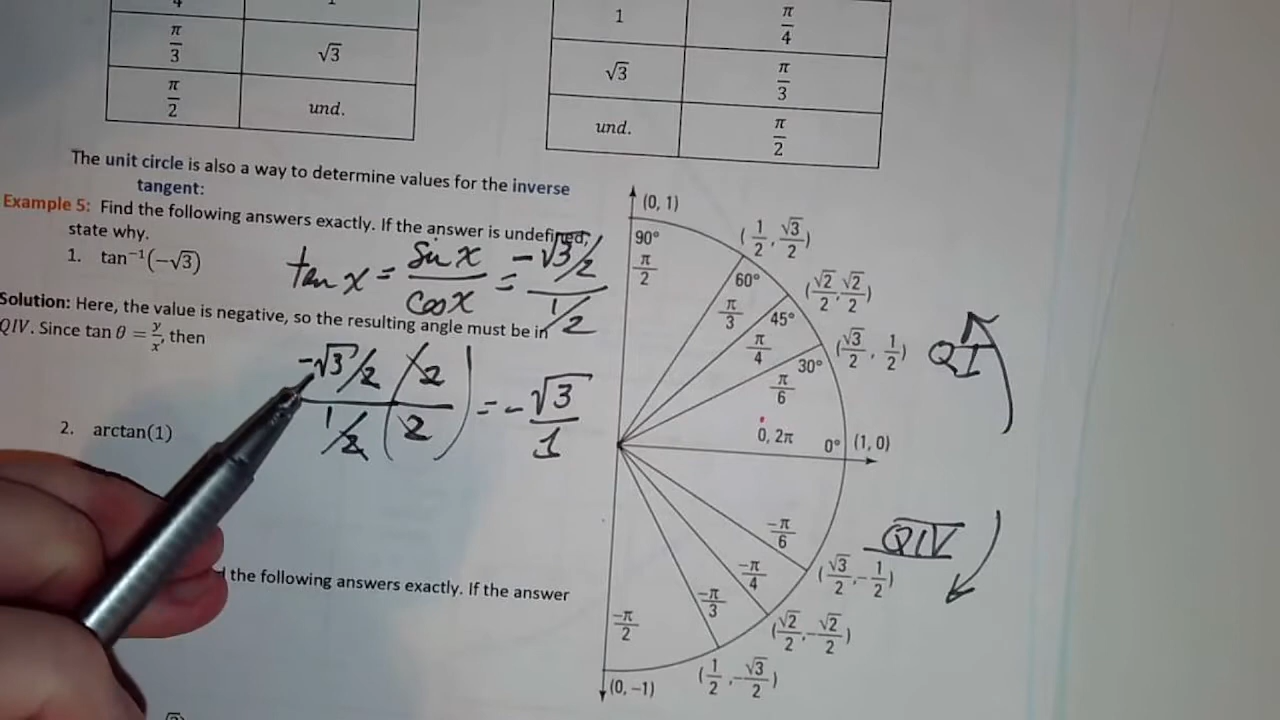 π/4 1
π/3 √3
π/2 und.
1 π/4
√3 π/3
und. π/2
The unit circle is also a way to determine values for the inverse
tangent:
Example 5: Find the following answers exactly. If the answer is undefined,
state why.
1. tan⁻¹(−√3)
tan x = sin x / cos x = −√3/2 / 1/2
Solution: Here, the value is negative, so the resulting angle must be in
QIV. Since tan θ = y/x, then
−√3/2 / 1/2 (2/2) = −√3/1
2. arctan(1)
the following answers exactly. If the answer
(0, 1)
90°
π/2
(1/2, √3/2)
60°
π/3
(√2/2, √2/2)
45°
π/4
(√3/2, 1/2)
30°
π/6
QI
0, 2π 0° (1, 0)
−π/6
(√3/2, −1/2)
QIV
−π/4
(√2/2, −√2/2)
−π/3
(1/2, −√3/2)
−π/2
(0, −1)